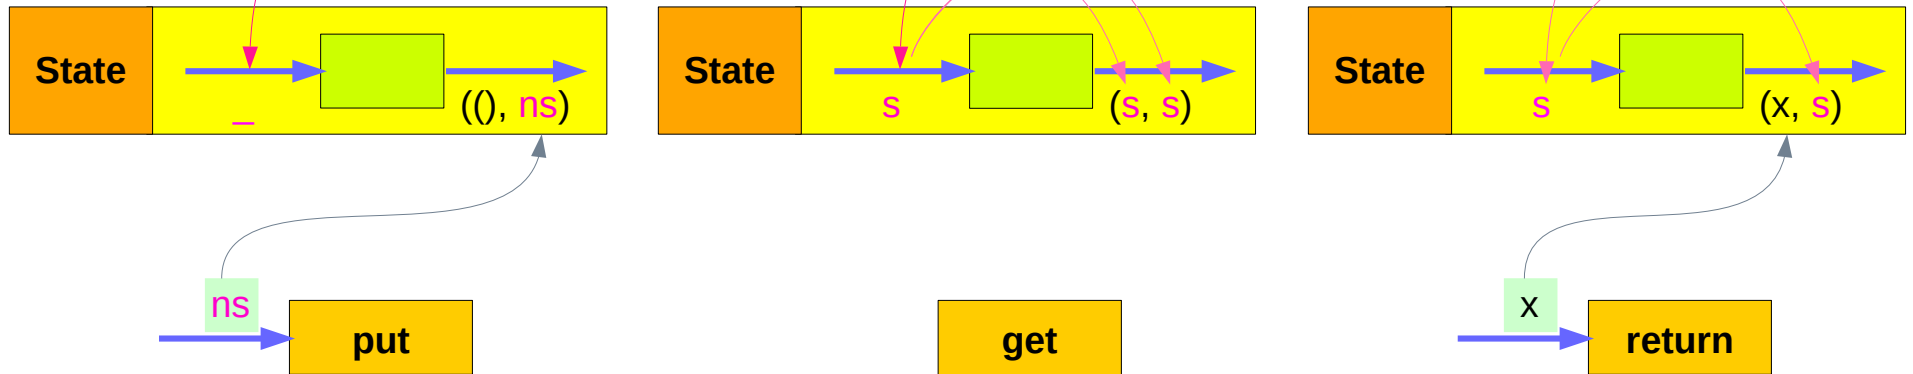 State
_
((), ns)
State
s
(s, s)
State
s
(x, s)
ns
put
get
x
return